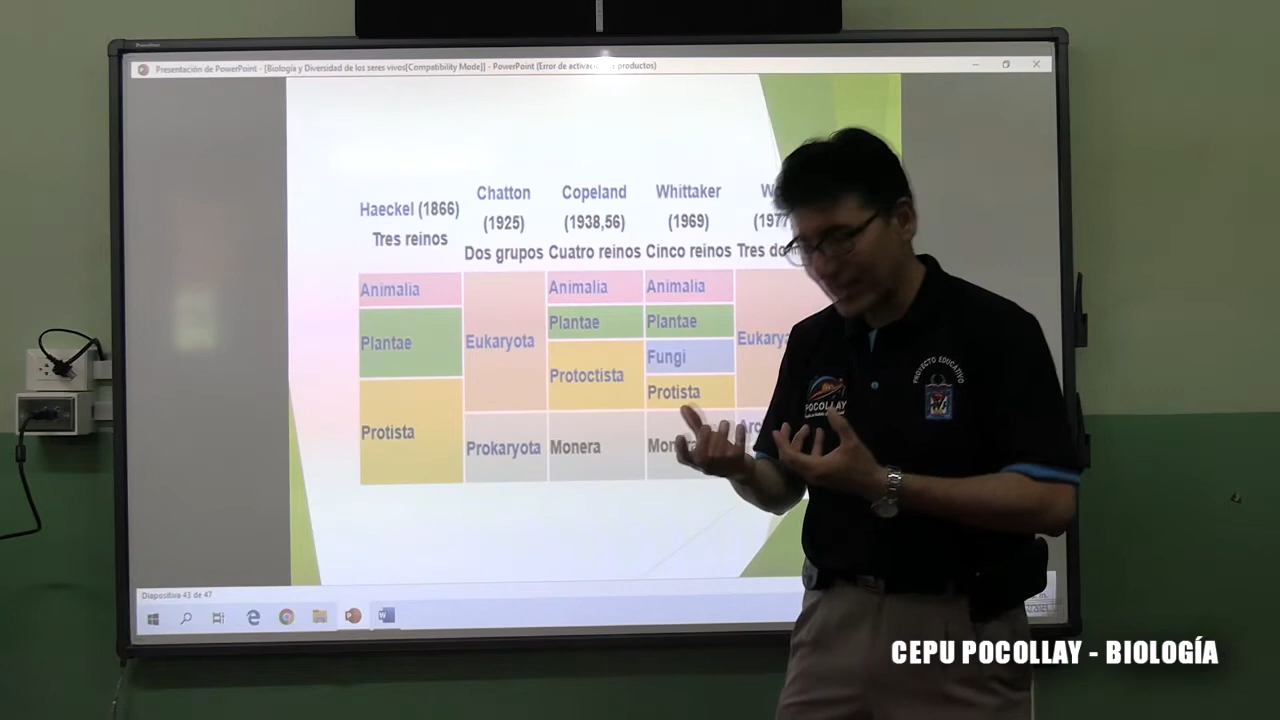 Presentación de PowerPoint - [Biología y Diversidad de los seres vivos[Compatibility Mode]] - PowerPoint (Error de de productos)
Haeckel (1866)
Tres reinos
Chatton
(1925)
Dos grupos
Copeland
(1938,56)
Cuatro reinos
Whittaker
(1969)
Cinco reinos
(1977
Tres
Animalia
Plantae
Protista
Eukaryota
Prokaryota
Animalia
Plantae
Protoctista
Monera
Animalia
Plantae
Fungi
Protista
Diapositiva 43 de 47
POCOLLAY
PROYECTO EDUCATIVO
CEPU POCOLLAY - BIOLOGÍA